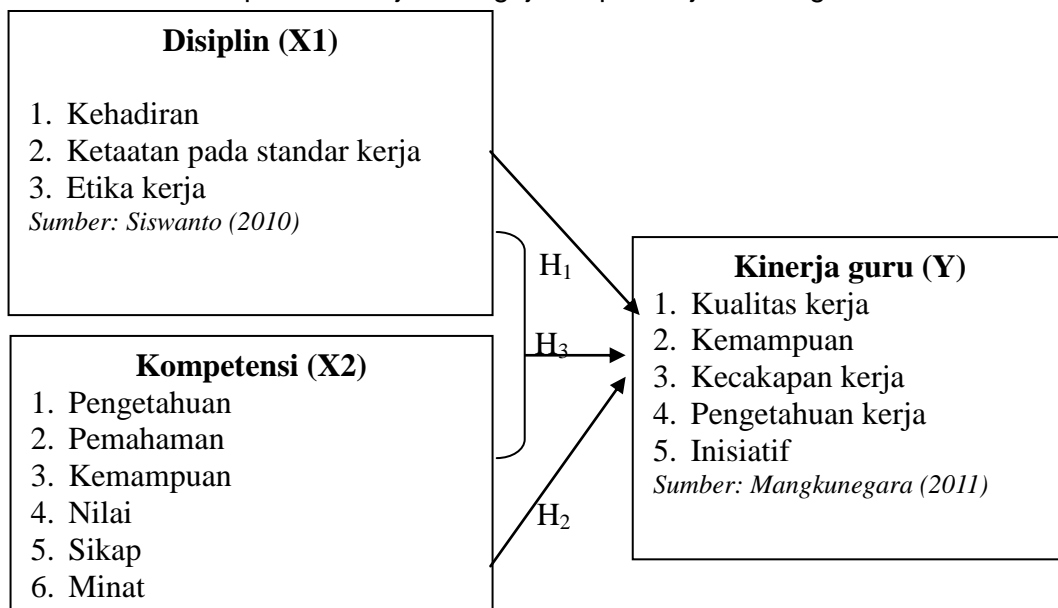 Disiplin (X1)
1. Kehadiran
2. Ketaatan pada standar kerja
3. Etika kerja
Sumber: Siswanto (2010)
H1
H3
H2
Kompetensi (X2)
1. Pengetahuan
2. Pemahaman
3. Kemampuan
4. Nilai
5. Sikap
6. Minat
Kinerja guru (Y)
1. Kualitas kerja
2. Kemampuan
3. Kecakapan kerja
4. Pengetahuan kerja
5. Inisiatif
Sumber: Mangkunegara (2011)